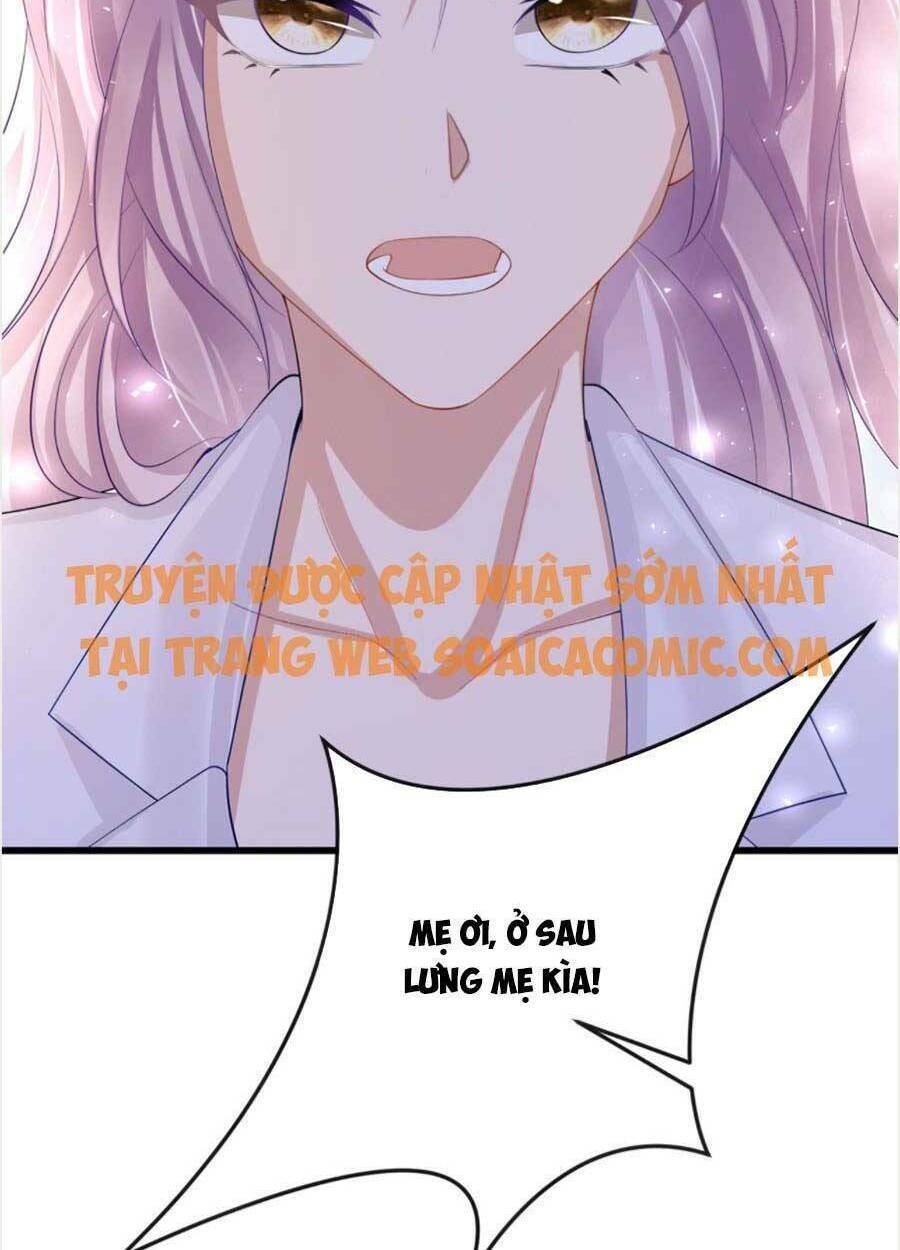 TRUYỆN ĐƯỢC CẬP NHẬT SỚM NHẤT
TẠI TRANG WEB SOAICACOMIC.COM
MẸ ƠI, Ở SAU
LƯNG MẸ KÌA!